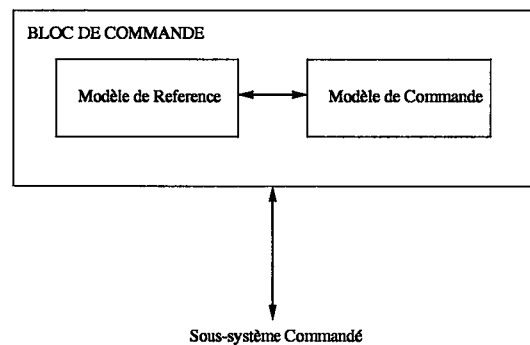 BLOC DE COMMANDE
Modèle de Reference
Modèle de Commande
Sous-système Commandé